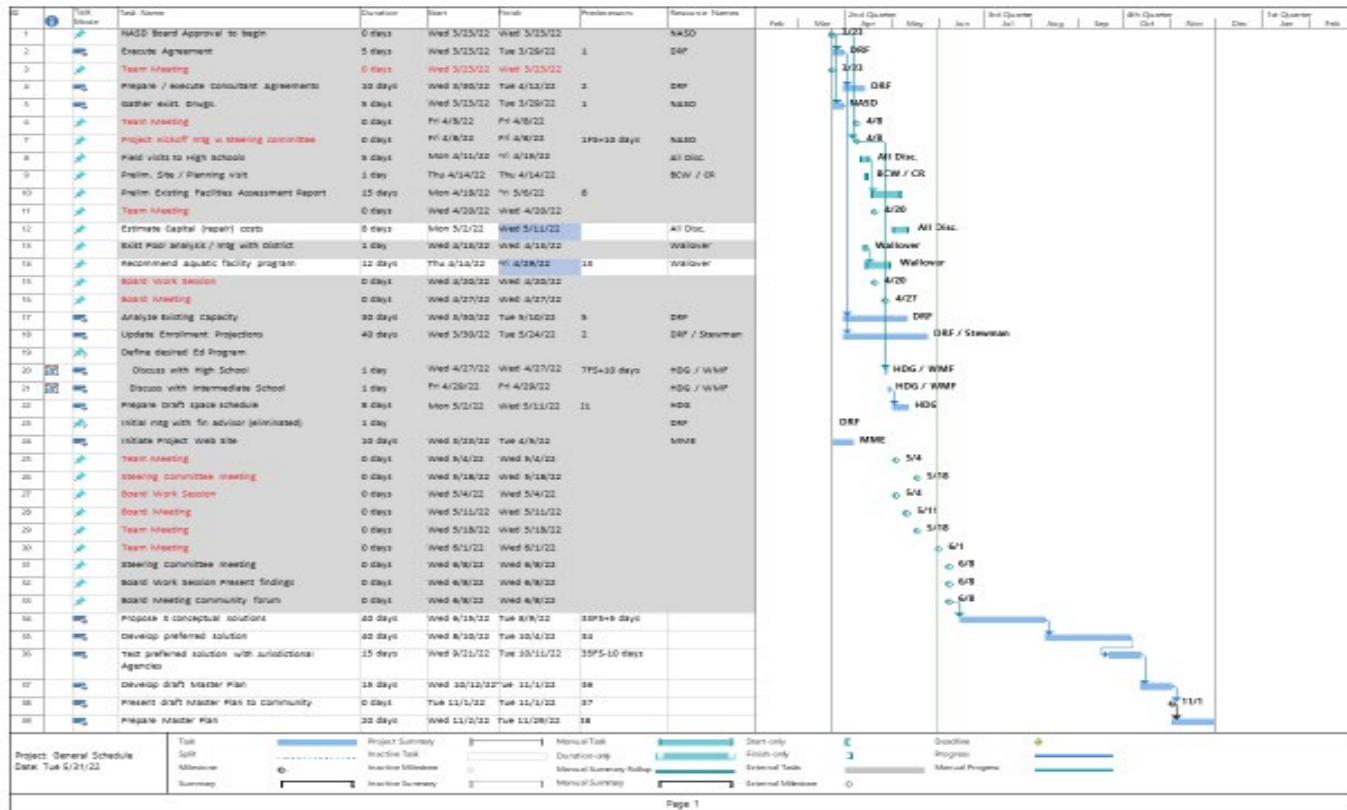 ID Task Mode Task Name Duration Start Finish Predecessors Resource Names
Feb Mar 2nd Quarter Apr May Jun 3rd Quarter Jul Aug Sep 4th Quarter Oct Nov Dec 1st Quarter Jan Feb
1 NASD Board Approval to begin 0 days Wed 3/23/22 Wed 3/23/22 NASD 3/23
2 Execute Agreement 5 days Wed 3/23/22 Tue 3/29/22 1 DRF DRF
3 Team Meeting 0 days Wed 3/23/22 Wed 3/23/22 3/23
4 Prepare / execute Consultant Agreements 10 days Wed 3/30/22 Tue 4/12/22 2 DRF DRF
5 Gather exist. Drwgs. 5 days Wed 3/23/22 Tue 3/29/22 1 NASD NASD
6 Team Meeting 0 days Fri 4/8/22 Fri 4/8/22 4/8
7 Project Kickoff mtg w Steering committee 0 days Fri 4/8/22 Fri 4/8/22 1FS+10 days NASD 4/8
8 Field visits to High Schools 5 days Mon 4/11/22 Fri 4/15/22 All Disc. All Disc.
9 Prelim. Site / Planning visit 1 day Thu 4/14/22 Thu 4/14/22 BCW / CR BCW / CR
10 Prelim Existing Facilities Assessment Report 15 days Mon 4/18/22 Fri 5/6/22 8
11 Team Meeting 0 days Wed 4/20/22 Wed 4/20/22 4/20
12 Estimate Capital (repair) costs 8 days Mon 5/2/22 Wed 5/11/22 All Disc. All Disc.
13 Exist Pool analysis / mtg with District 1 day Wed 4/13/22 Wed 4/13/22 Wallover Wallover
14 Recommend aquatic facility program 12 days Thu 4/14/22 Fri 4/29/22 13 Wallover Wallover
15 Board Work Session 0 days Wed 4/20/22 Wed 4/20/22 4/20
16 Board Meeting 0 days Wed 4/27/22 Wed 4/27/22 4/27
17 Analyze Existing Capacity 30 days Wed 3/30/22 Tue 5/10/22 5 DRF DRF
18 Update Enrollment Projections 40 days Wed 3/30/22 Tue 5/24/22 2 DRF / Stewman DRF / Stewman
19 Define desired Ed Program
20 Discuss with High School 1 day Wed 4/27/22 Wed 4/27/22 7FS+10 days HDG / WMF HDG / WMF
21 Discuss with Intermediate School 1 day Fri 4/29/22 Fri 4/29/22 HDG / WMF HDG / WMF
22 Prepare Draft space schedule 8 days Mon 5/2/22 Wed 5/11/22 21 HDG HDG
23 Initial mtg with fin advisor (eliminated) 1 day DRF DRF
24 Initiate Project Web Site 10 days Wed 3/23/22 Tue 4/5/22 MME MME
25 Team Meeting 0 days Wed 5/4/22 Wed 5/4/22 5/4
26 Steering committee meeting 0 days Wed 5/18/22 Wed 5/18/22 5/18
27 Board Work Session 0 days Wed 5/4/22 Wed 5/4/22 5/4
28 Board Meeting 0 days Wed 5/11/22 Wed 5/11/22 5/11
29 Team Meeting 0 days Wed 5/18/22 Wed 5/18/22 5/18
30 Team Meeting 0 days Wed 6/1/22 Wed 6/1/22 6/1
31 Steering Committee meeting 0 days Wed 6/8/22 Wed 6/8/22 6/8
32 Board Work Session Present findings 0 days Wed 6/8/22 Wed 6/8/22 6/8
33 Board Meeting Community forum 0 days Wed 6/8/22 Wed 6/8/22 6/8
34 Propose 3 conceptual solutions 40 days Wed 6/15/22 Tue 8/9/22 33FS+5 days
35 Develop preferred solution 40 days Wed 8/10/22 Tue 10/4/22 34
36 Test preferred solution with Jurisdictional 15 days Wed 9/21/22 Tue 10/11/22 35FS-10 days
Agencies
37 Develop draft Master Plan 15 days Wed 10/12/22 Tue 11/1/22 36
38 Present draft Master Plan to Community 0 days Tue 11/1/22 Tue 11/1/22 37 11/1
39 Prepare Master Plan 20 days Wed 11/2/22 Tue 11/29/22 38
Project: General Schedule
Date: Tue 5/31/22
Task Project Summary Manual Task Start-only Deadline
Split Inactive Task Duration-only Finish-only Progress
Milestone Inactive Milestone Manual Summary Rollup External Tasks Manual Progress
Summary Inactive Summary Manual Summary External Milestone
Page 1